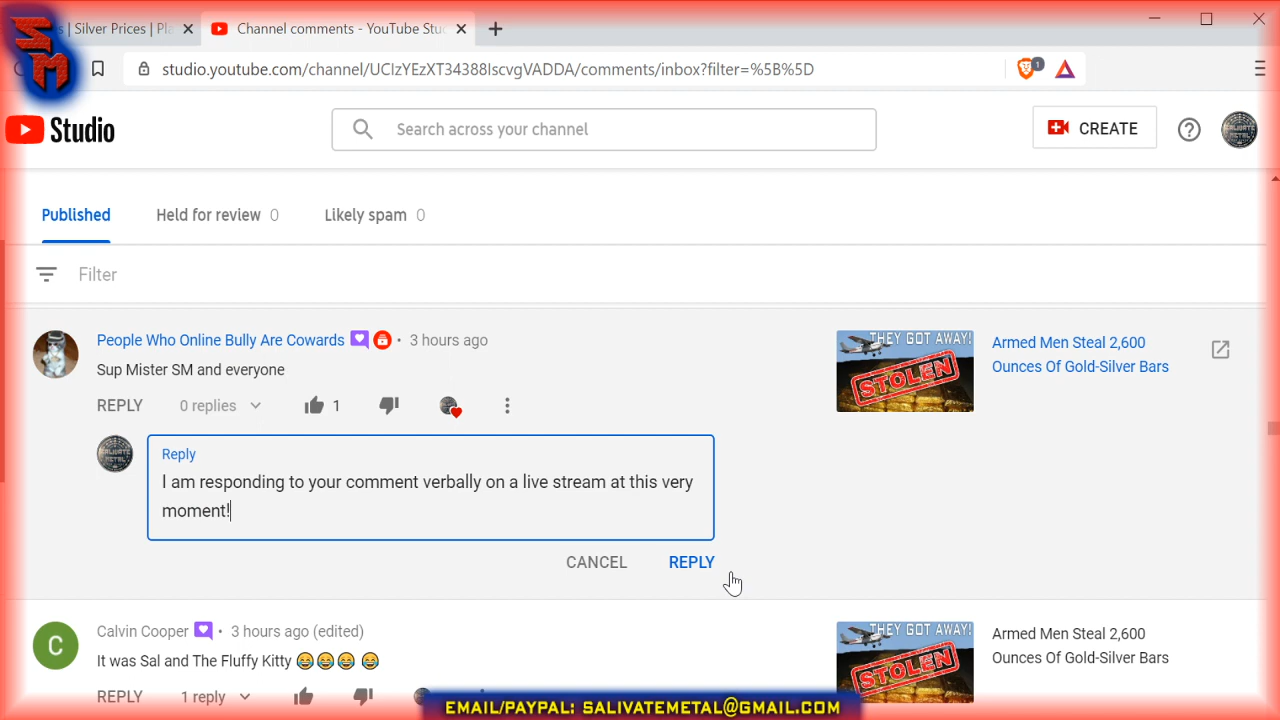 SM
s | Silver Prices | Pla
Channel comments - YouTube Stud
studio.youtube.com/channel/UCIzYEzXT34388IscvgVADDA/comments/inbox?filter=%5B%5D
1
Studio
Search across your channel
CREATE
Published
Held for review 0
Likely spam 0
Filter
People Who Online Bully Are Cowards • 3 hours ago
Sup Mister SM and everyone
REPLY 0 replies 1
THEY GOT AWAY!
STOLEN
Armed Men Steal 2,600
Ounces Of Gold-Silver Bars
SALIVATE
METAL
Reply
I am responding to your comment verbally on a live stream at this very
moment!
CANCEL REPLY
C
Calvin Cooper • 3 hours ago (edited)
It was Sal and The Fluffy Kitty 😂😂😂 😂
REPLY 1 reply
THEY GOT AWAY!
STOLEN
Armed Men Steal 2,600
Ounces Of Gold-Silver Bars
EMAIL/PAYPAL: SALIVATEMETAL@GMAIL.COM